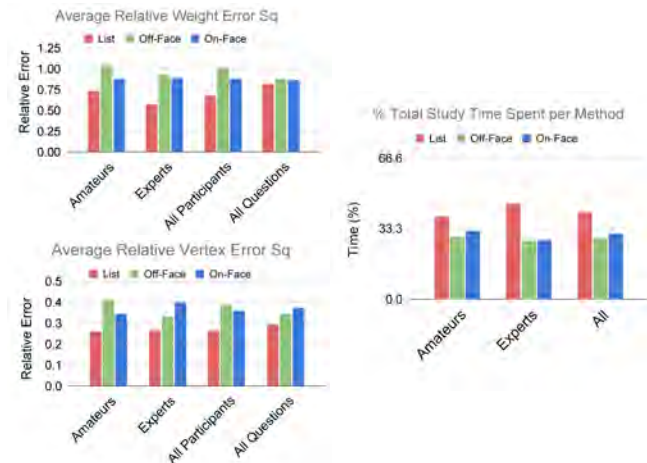 Average Relative Weight Error Sq
List Off-Face On-Face
Relative Error
1.25
1.00
0.75
0.50
0.25
0.00
Amateurs
Experts
All Participants
All Questions
Average Relative Vertex Error Sq
List Off-Face On-Face
Relative Error
0.5
0.4
0.3
0.2
0.1
0.0
Amateurs
Experts
All Participants
All Questions
% Total Study Time Spent per Method
List Off-Face On-Face
Time (%)
66.6
33.3
0.0
Amateurs
Experts
All